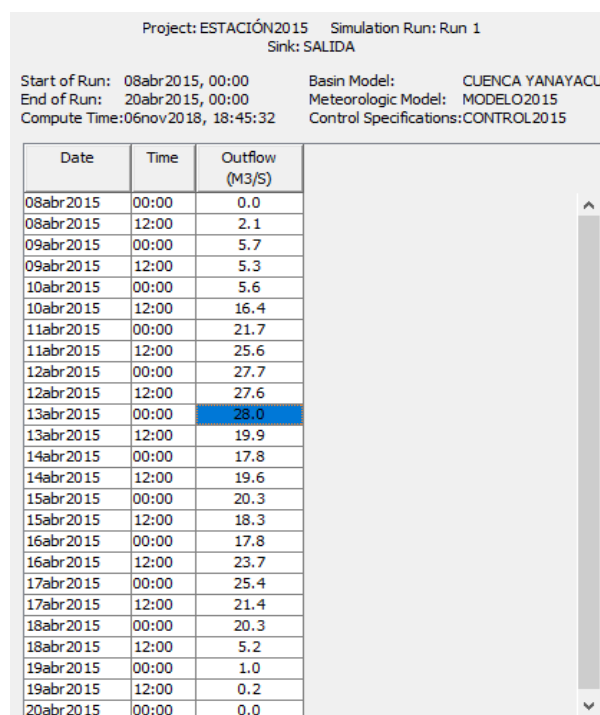 Project: ESTACIÓN2015 Simulation Run: Run 1
Sink: SALIDA
Start of Run: 08abr2015, 00:00 Basin Model: CUENCA YANAYACU
End of Run: 20abr2015, 00:00 Meteorologic Model: MODELO2015
Compute Time:06nov2018, 18:45:32 Control Specifications:CONTROL2015
Date Time Outflow
(M3/S)
08abr2015 00:00 0.0
08abr2015 12:00 2.1
09abr2015 00:00 5.7
09abr2015 12:00 5.3
10abr2015 00:00 5.6
10abr2015 12:00 16.4
11abr2015 00:00 21.7
11abr2015 12:00 25.6
12abr2015 00:00 27.7
12abr2015 12:00 27.6
13abr2015 00:00 28.0
13abr2015 12:00 19.9
14abr2015 00:00 17.8
14abr2015 12:00 19.6
15abr2015 00:00 20.3
15abr2015 12:00 18.3
16abr2015 00:00 17.8
16abr2015 12:00 23.7
17abr2015 00:00 25.4
17abr2015 12:00 21.4
18abr2015 00:00 20.3
18abr2015 12:00 5.2
19abr2015 00:00 1.0
19abr2015 12:00 0.2
20abr2015 00:00 0.0